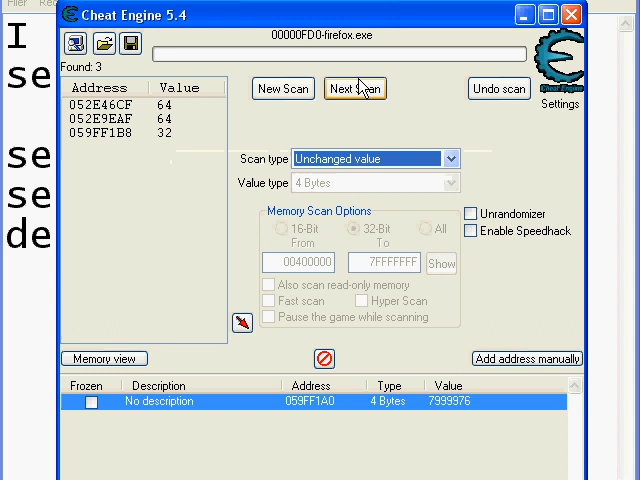 Filer Rec
I
se
se
se
de
Cheat Engine 5.4
00000FD0-firefox.exe
Found: 3
Address Value
052E46CF 64
052E9EAF 64
059FF1B8 32
New Scan Next Scan Undo scan
Cheat Engine
Settings
Scan type Unchanged value
Value type 4 Bytes
Memory Scan Options
16-Bit 32-Bit All
From To
00400000 7FFFFFFF Show
Also scan read-only memory
Fast scan Hyper Scan
Pause the game while scanning
Unrandomizer
Enable Speedhack
Memory view Add address manually
Frozen Description Address Type Value
No description 059FF1A0 4 Bytes 7999976